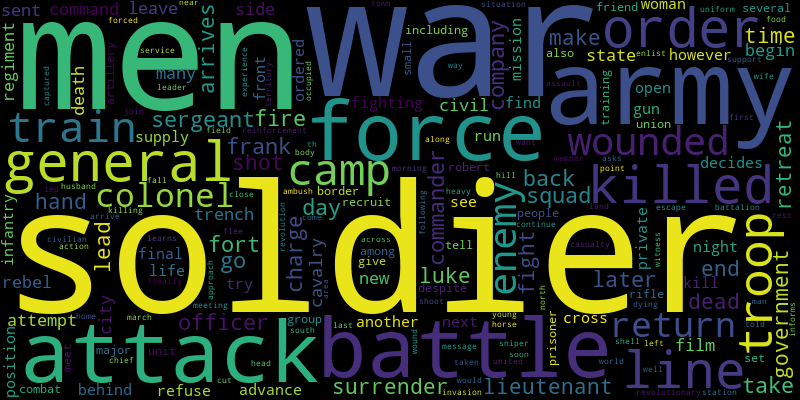 sent command leave side near town arrives friend woman uniform several
forced small including situation food
men war order
regiment artillery many front ordered occupied company mission make state however time
death service leader experience captured also begin
army
train sergeant fire fighting civil find training open enlist support wife
supply join field reinforcement force run gun union assault first
general frank shot th body along want wounded member decides
camp morning robert asks point retreat
infantry hand colonel husband fall close ambush border commander heavy hill back killed
led killing recruit squad land escape battalion rest
soldier
trench day see enemy people private
rebel final civilian action learns life fort go charge cavalry across among tell following fight continue witness night casualty troop
lead finally flee try approach revolution come area give new luke despite shoot later kill end government
attempt city home march officer meeting group south last another next young horse north prisoner cross rifle dying dead man told informs
position attack battle return line
meet major chief unit head wound message sniper soon shell left film set
combat behind refuse cut advance surrender taken would united invasion lieutenant world well revolutionary station take